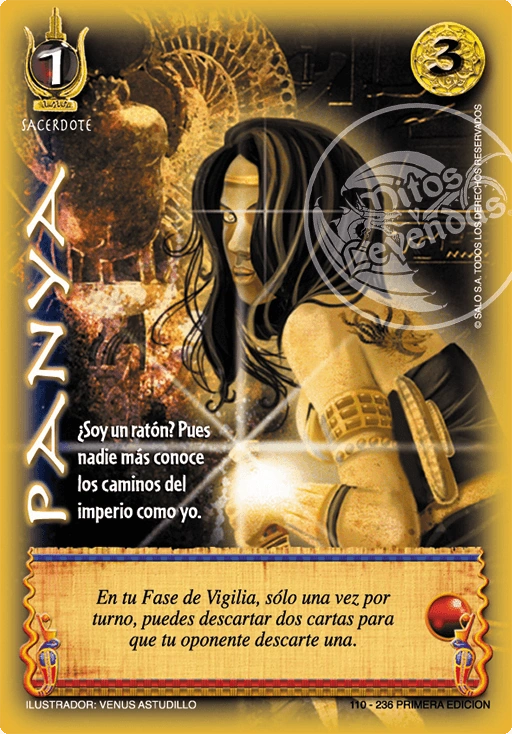 1
3
SACERDOTE
PANYA
Mitos y Leyendas
© SALO S.A. TODOS LOS DERECHOS RESERVADOS
¿Soy un ratón? Pues
nadie más conoce
los caminos del
imperio como yo.
En tu Fase de Vigilia, sólo una vez por
turno, puedes descartar dos cartas para
que tu oponente descarte una.
ILUSTRADOR: VENUS ASTUDILLO
110 - 236 PRIMERA EDICION